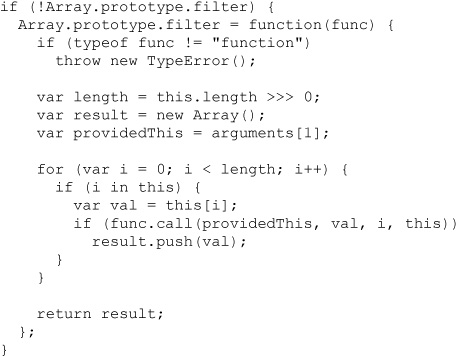 if (!Array.prototype.filter) {
  Array.prototype.filter = function(func) {
    if (typeof func != "function")
      throw new TypeError();

    var length = this.length >>> 0;
    var result = new Array();
    var providedThis = arguments[1];

    for (var i = 0; i < length; i++) {
      if (i in this) {
        var val = this[i];
        if (func.call(providedThis, val, i, this))
          result.push(val);
      }
    }

    return result;
  };
}